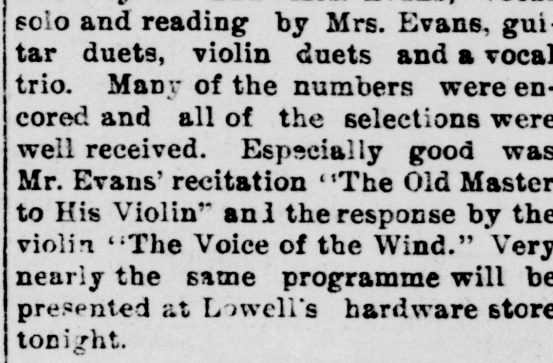 solo and reading by Mrs. Evans, gui-
tar duets, violin duets and a vocal
trio. Many of the numbers were en-
cored and all of the selections were
well received. Especially good was
Mr. Evans' recitation "The Old Master
to His Violin" and the response by the
violin "The Voice of the Wind." Very
nearly the same programme will be
presented at Lowell's hardware store
tonight.